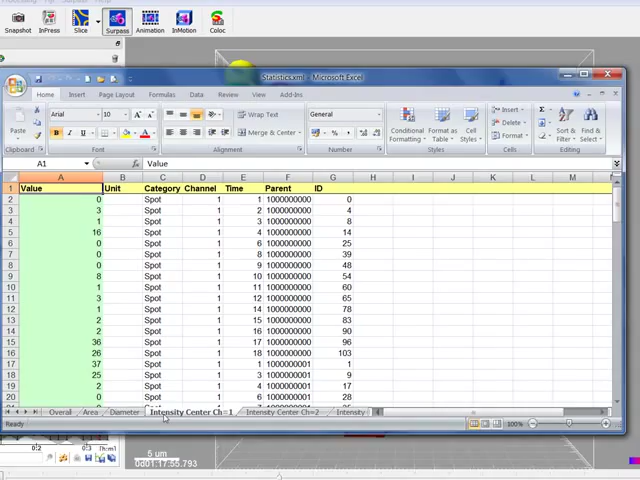 Snapshot InPress Slice Surpass Animation InMotion Coloc
Statistics.xml - Microsoft Excel
Home Insert Page Layout Formulas Data Review View Add-Ins
Paste
Arial 10
B I U
Wrap Text
Merge & Center
General
Conditional Formatting
Format as Table
Cell Styles
Insert
Delete
Format
Sort & Filter
Find & Select
Clipboard Font Alignment Number Styles Cells Editing
A1 Value
A B C D E F G H I J K L M
1 Value Unit Category Channel Time Parent ID
2 0 Spot 1 1 1000000000 0
3 3 Spot 1 2 1000000000 4
4 1 Spot 1 3 1000000000 8
5 16 Spot 1 4 1000000000 14
6 0 Spot 1 6 1000000000 25
7 0 Spot 1 8 1000000000 39
8 0 Spot 1 9 1000000000 48
9 8 Spot 1 10 1000000000 54
10 1 Spot 1 11 1000000000 60
11 3 Spot 1 12 1000000000 65
12 1 Spot 1 14 1000000000 78
13 2 Spot 1 15 1000000000 83
14 2 Spot 1 16 1000000000 90
15 36 Spot 1 17 1000000000 96
16 26 Spot 1 18 1000000000 103
17 37 Spot 1 1 1000000001 1
18 25 Spot 1 3 1000000001 9
19 2 Spot 1 4 1000000001 17
20 0 Spot 1 6 1000000001 28
Overall Area Diameter Intensity Center Ch=1 Intensity Center Ch=2 Intensity
Ready 100%
5 um
0d01:17:55.793
0:2 0:38